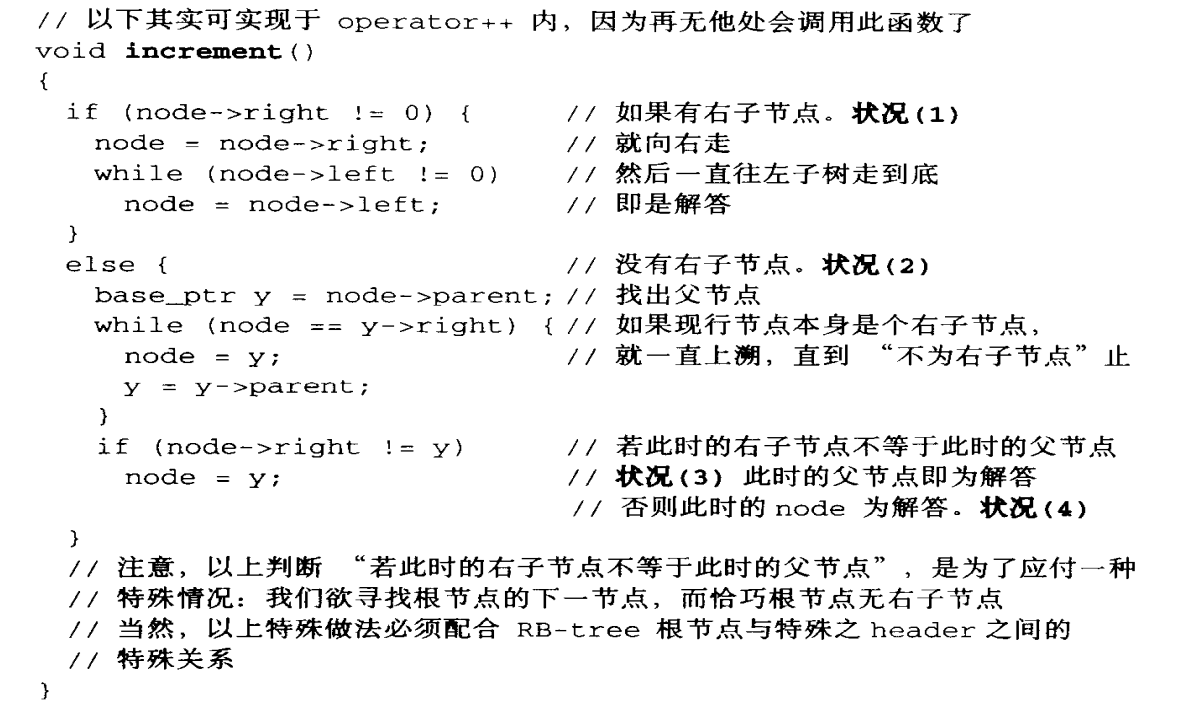 // 以下其实可实现于 operator++ 内，因为再无他处会调用此函数了
void increment()
{
  if (node->right != 0) {       // 如果有右子节点。状况(1)
    node = node->right;         // 就向右走
    while (node->left != 0)     // 然后一直往左子树走到底
      node = node->left;        // 即是解答
  }
  else {                        // 没有右子节点。状况(2)
    base_ptr y = node->parent; // 找出父节点
    while (node == y->right) { // 如果现行节点本身是个右子节点，
      node = y;                 // 就一直上溯，直到 “不为右子节点”止
      y = y->parent;
    }
    if (node->right != y)       // 若此时的右子节点不等于此时的父节点
      node = y;                 // 状况(3) 此时的父节点即为解答
                                // 否则此时的 node 为解答。状况(4)
  }
  // 注意，以上判断 “若此时的右子节点不等于此时的父节点”，是为了应付一种
  // 特殊情况：我们欲寻找根节点的下一节点，而恰巧根节点无右子节点
  // 当然，以上特殊做法必须配合 RB-tree 根节点与特殊之 header 之间的
  // 特殊关系
}